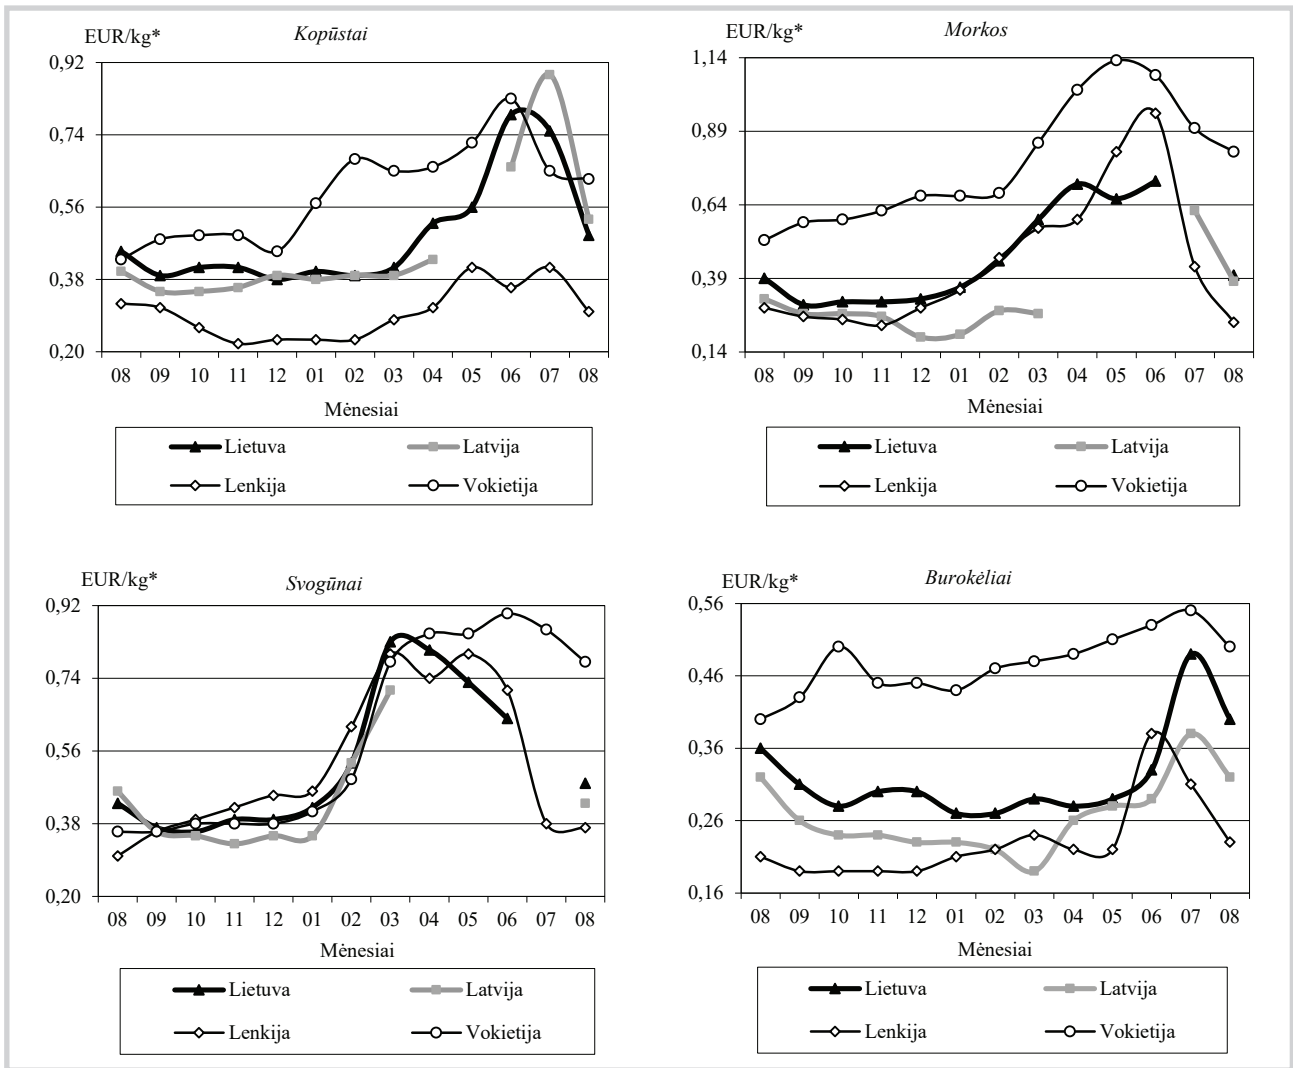 EUR/kg*
Kopūstai
0,92
0,74
0,56
0,38
0,20
08 09 10 11 12 01 02 03 04 05 06 07 08
Mėnesiai
Lietuva Latvija
Lenkija Vokietija
EUR/kg*
Morkos
1,14
0,89
0,64
0,39
0,14
08 09 10 11 12 01 02 03 04 05 06 07 08
Mėnesiai
Lietuva Latvija
Lenkija Vokietija
EUR/kg*
Svogūnai
0,92
0,74
0,56
0,38
0,20
08 09 10 11 12 01 02 03 04 05 06 07 08
Mėnesiai
Lietuva Latvija
Lenkija Vokietija
EUR/kg*
Burokėliai
0,56
0,46
0,36
0,26
0,16
08 09 10 11 12 01 02 03 04 05 06 07 08
Mėnesiai
Lietuva Latvija
Lenkija Vokietija